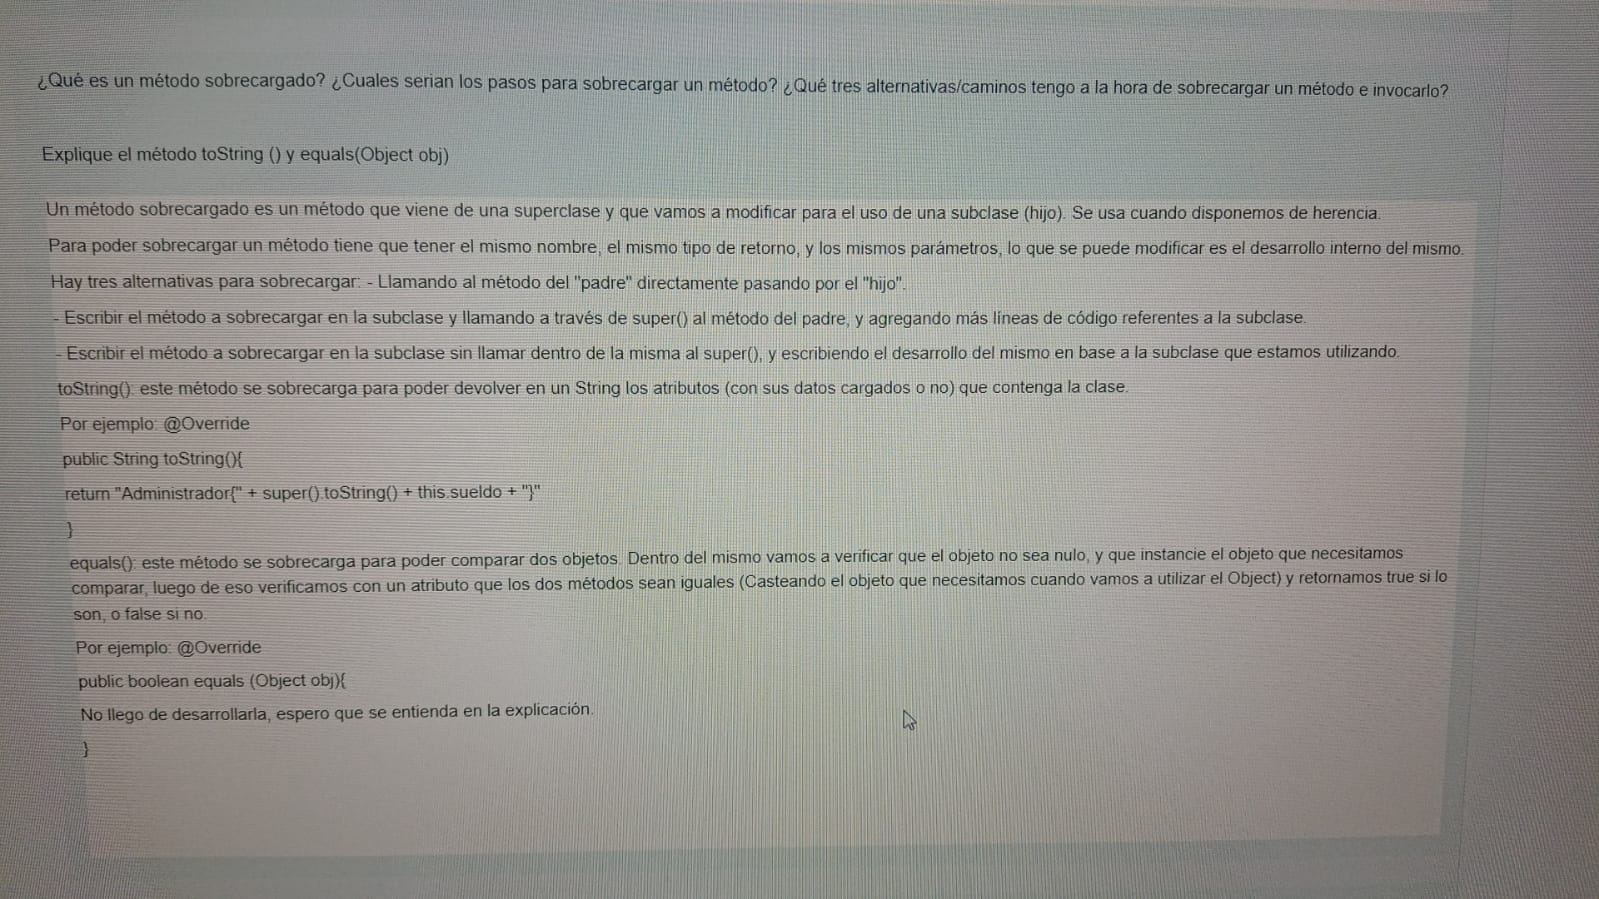 ¿Qué es un método sobrecargado? ¿Cuales serian los pasos para sobrecargar un método? ¿Qué tres alternativas/caminos tengo a la hora de sobrecargar un método e invocarlo?
Explique el método toString () y equals(Object obj)
Un método sobrecargado es un método que viene de una superclase y que vamos a modificar para el uso de una subclase (hijo). Se usa cuando disponemos de herencia.
Para poder sobrecargar un método tiene que tener el mismo nombre, el mismo tipo de retorno, y los mismos parámetros, lo que se puede modificar es el desarrollo interno del mismo.
Hay tres alternativas para sobrecargar: - Llamando al método del "padre" directamente pasando por el "hijo".
- Escribir el método a sobrecargar en la subclase y llamando a través de super() al método del padre, y agregando más líneas de código referentes a la subclase.
- Escribir el método a sobrecargar en la subclase sin llamar dentro de la misma al super(), y escribiendo el desarrollo del mismo en base a la subclase que estamos utilizando.
toString(): este método se sobrecarga para poder devolver en un String los atributos (con sus datos cargados o no) que contenga la clase.
Por ejemplo: @Override
public String toString(){
return "Administrador{" + super().toString() + this.sueldo + "}"
}
equals(): este método se sobrecarga para poder comparar dos objetos. Dentro del mismo vamos a verificar que el objeto no sea nulo, y que instancie el objeto que necesitamos
comparar, luego de eso verificamos con un atributo que los dos métodos sean iguales (Casteando el objeto que necesitamos cuando vamos a utilizar el Object) y retornamos true si lo
son, o false si no.
Por ejemplo: @Override
public boolean equals (Object obj){
No llego de desarrollarla, espero que se entienda en la explicación.
}